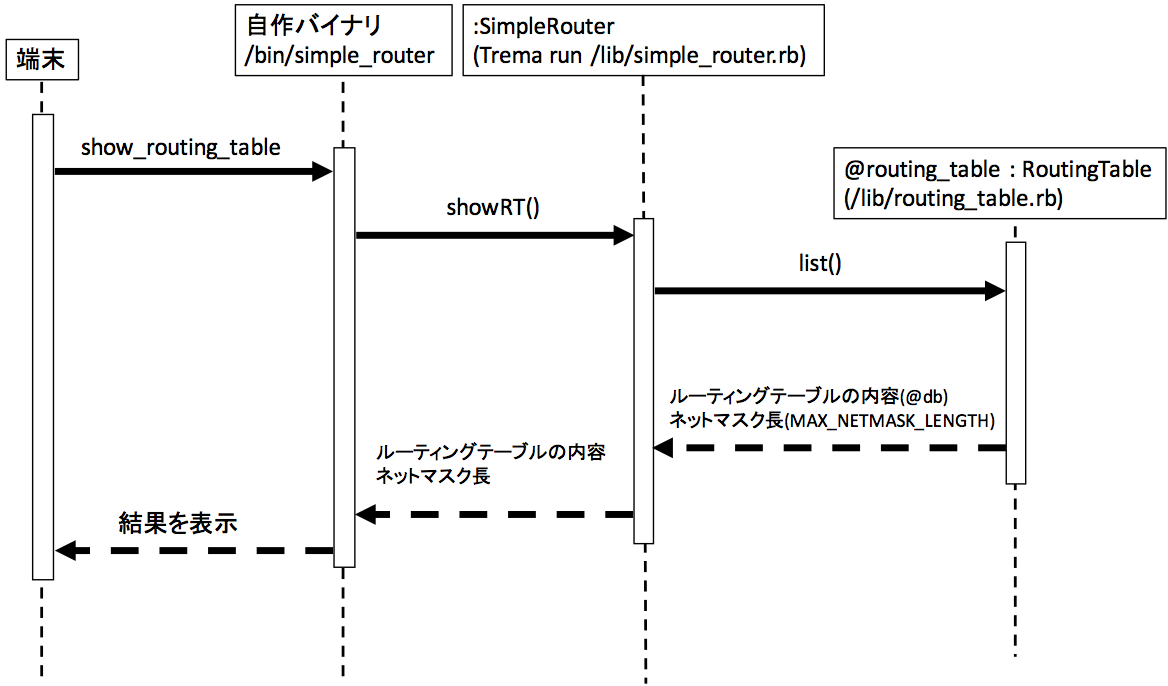 端末
自作バイナリ
/bin/simple_router
:SimpleRouter
(Trema run /lib/simple_router.rb)
@routing_table : RoutingTable
(/lib/routing_table.rb)
show_routing_table
showRT()
list()
ルーティングテーブルの内容(@db)
ネットマスク長(MAX_NETMASK_LENGTH)
ルーティングテーブルの内容
ネットマスク長
結果を表示